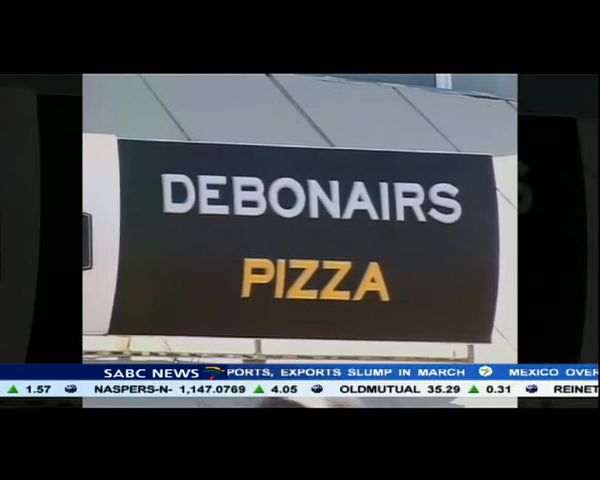 DEBONAIRS
PIZZA
SABC NEWS PORTS, EXPORTS SLUMP IN MARCH MEXICO OVER
1.57 NASPERS-N- 1,147.0769 4.05 OLDMUTUAL 35.29 0.31 REINET